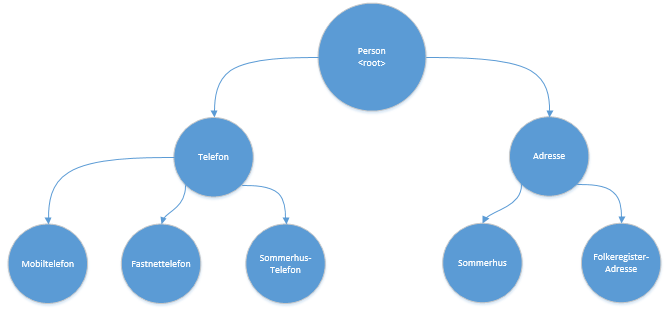 Person
<root>
Telefon
Adresse
Mobiltelefon
Fastnettelefon
Sommerhus-
Telefon
Sommerhus
Folkeregister-
Adresse